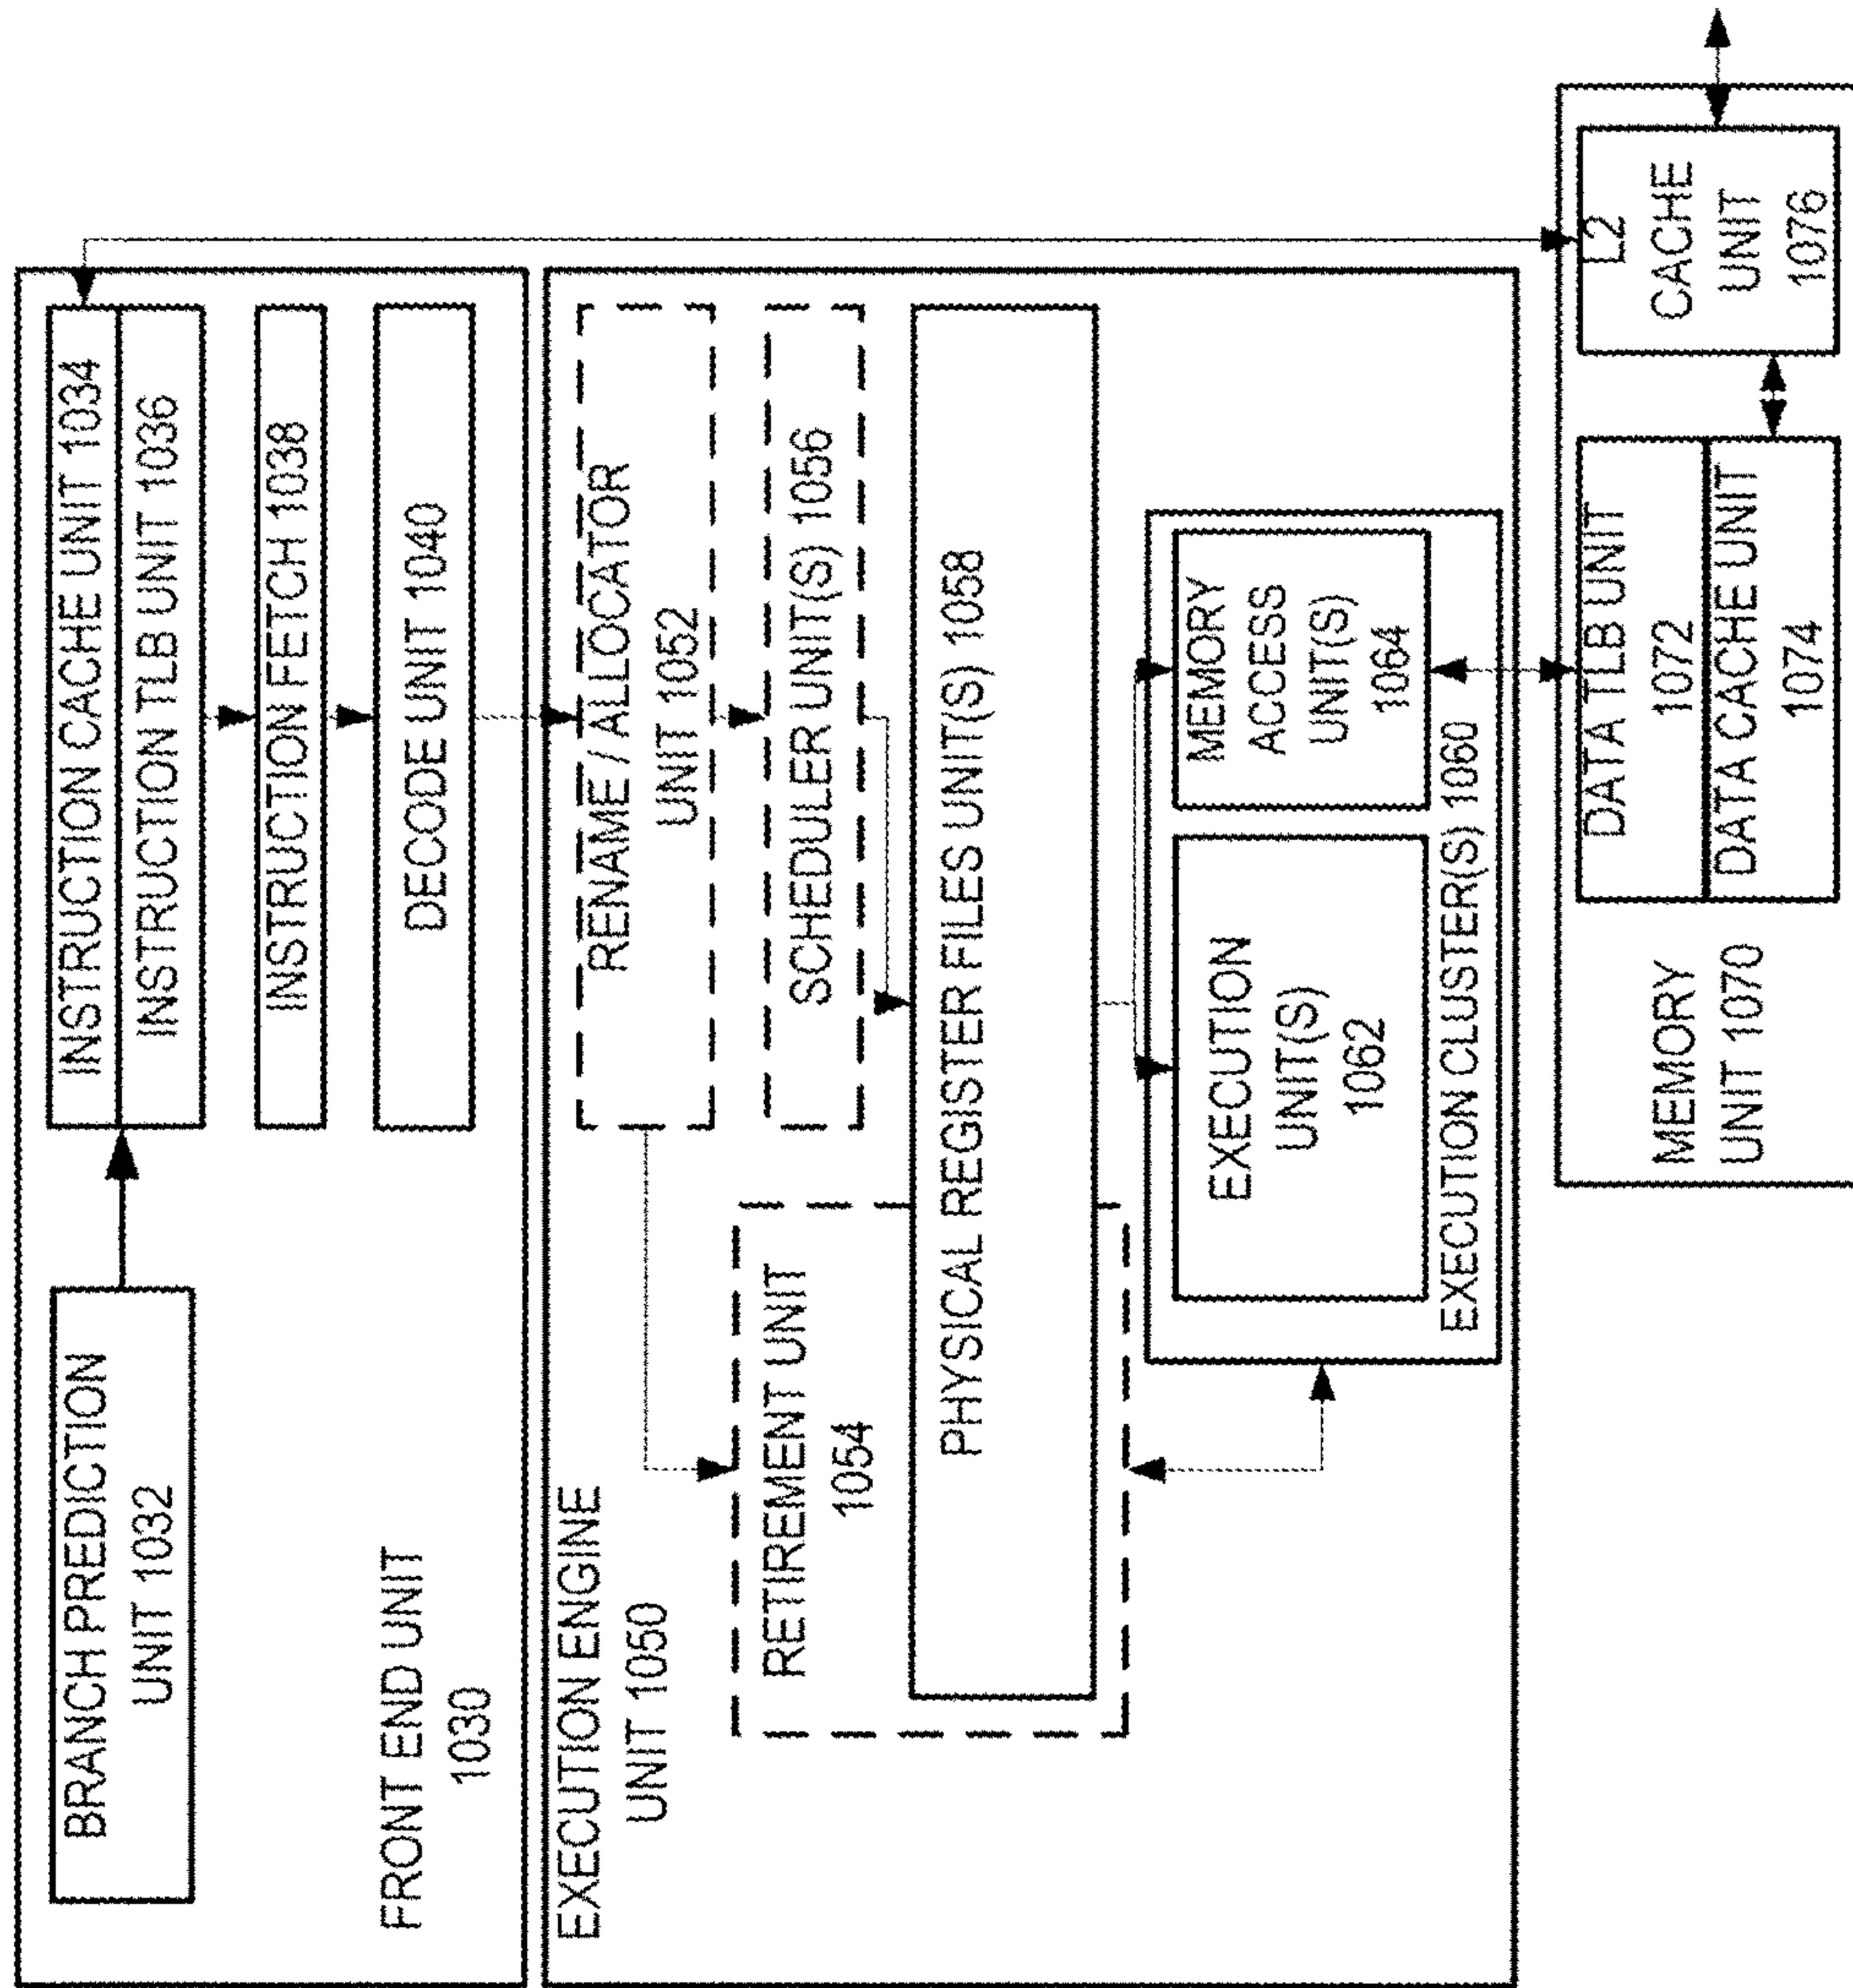 BRANCH PREDICTION
UNIT 1032
INSTRUCTION CACHE UNIT 1034
INSTRUCTION TLB UNIT 1036
INSTRUCTION FETCH 1038
DECODE UNIT 1040
FRONT END UNIT
1030
EXECUTION ENGINE
UNIT 1050
RENAME / ALLOCATOR
UNIT 1052
SCHEDULER UNIT(S) 1056
RETIREMENT UNIT
1054
PHYSICAL REGISTER FILES UNIT(S) 1058
EXECUTION
UNIT(S)
1062
MEMORY
ACCESS
UNIT(S)
1064
EXECUTION CLUSTER(S) 1060
MEMORY
UNIT 1070
DATA TLB UNIT
1072
DATA CACHE UNIT
1074
L2
CACHE
UNIT
1076